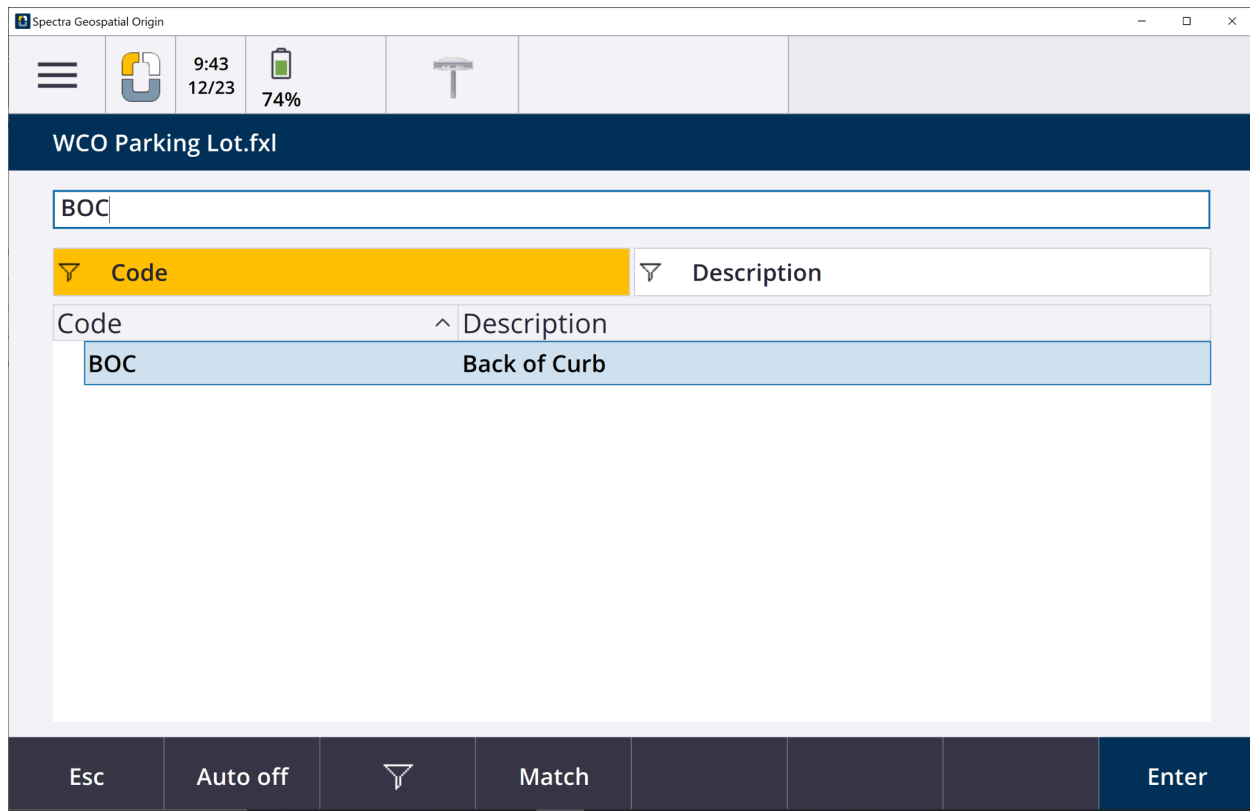 Spectra Geospatial Origin
9:43
12/23
74%
WCO Parking Lot.fxl
BOC
Code Description
Code Description
BOC Back of Curb
Esc Auto off Match Enter